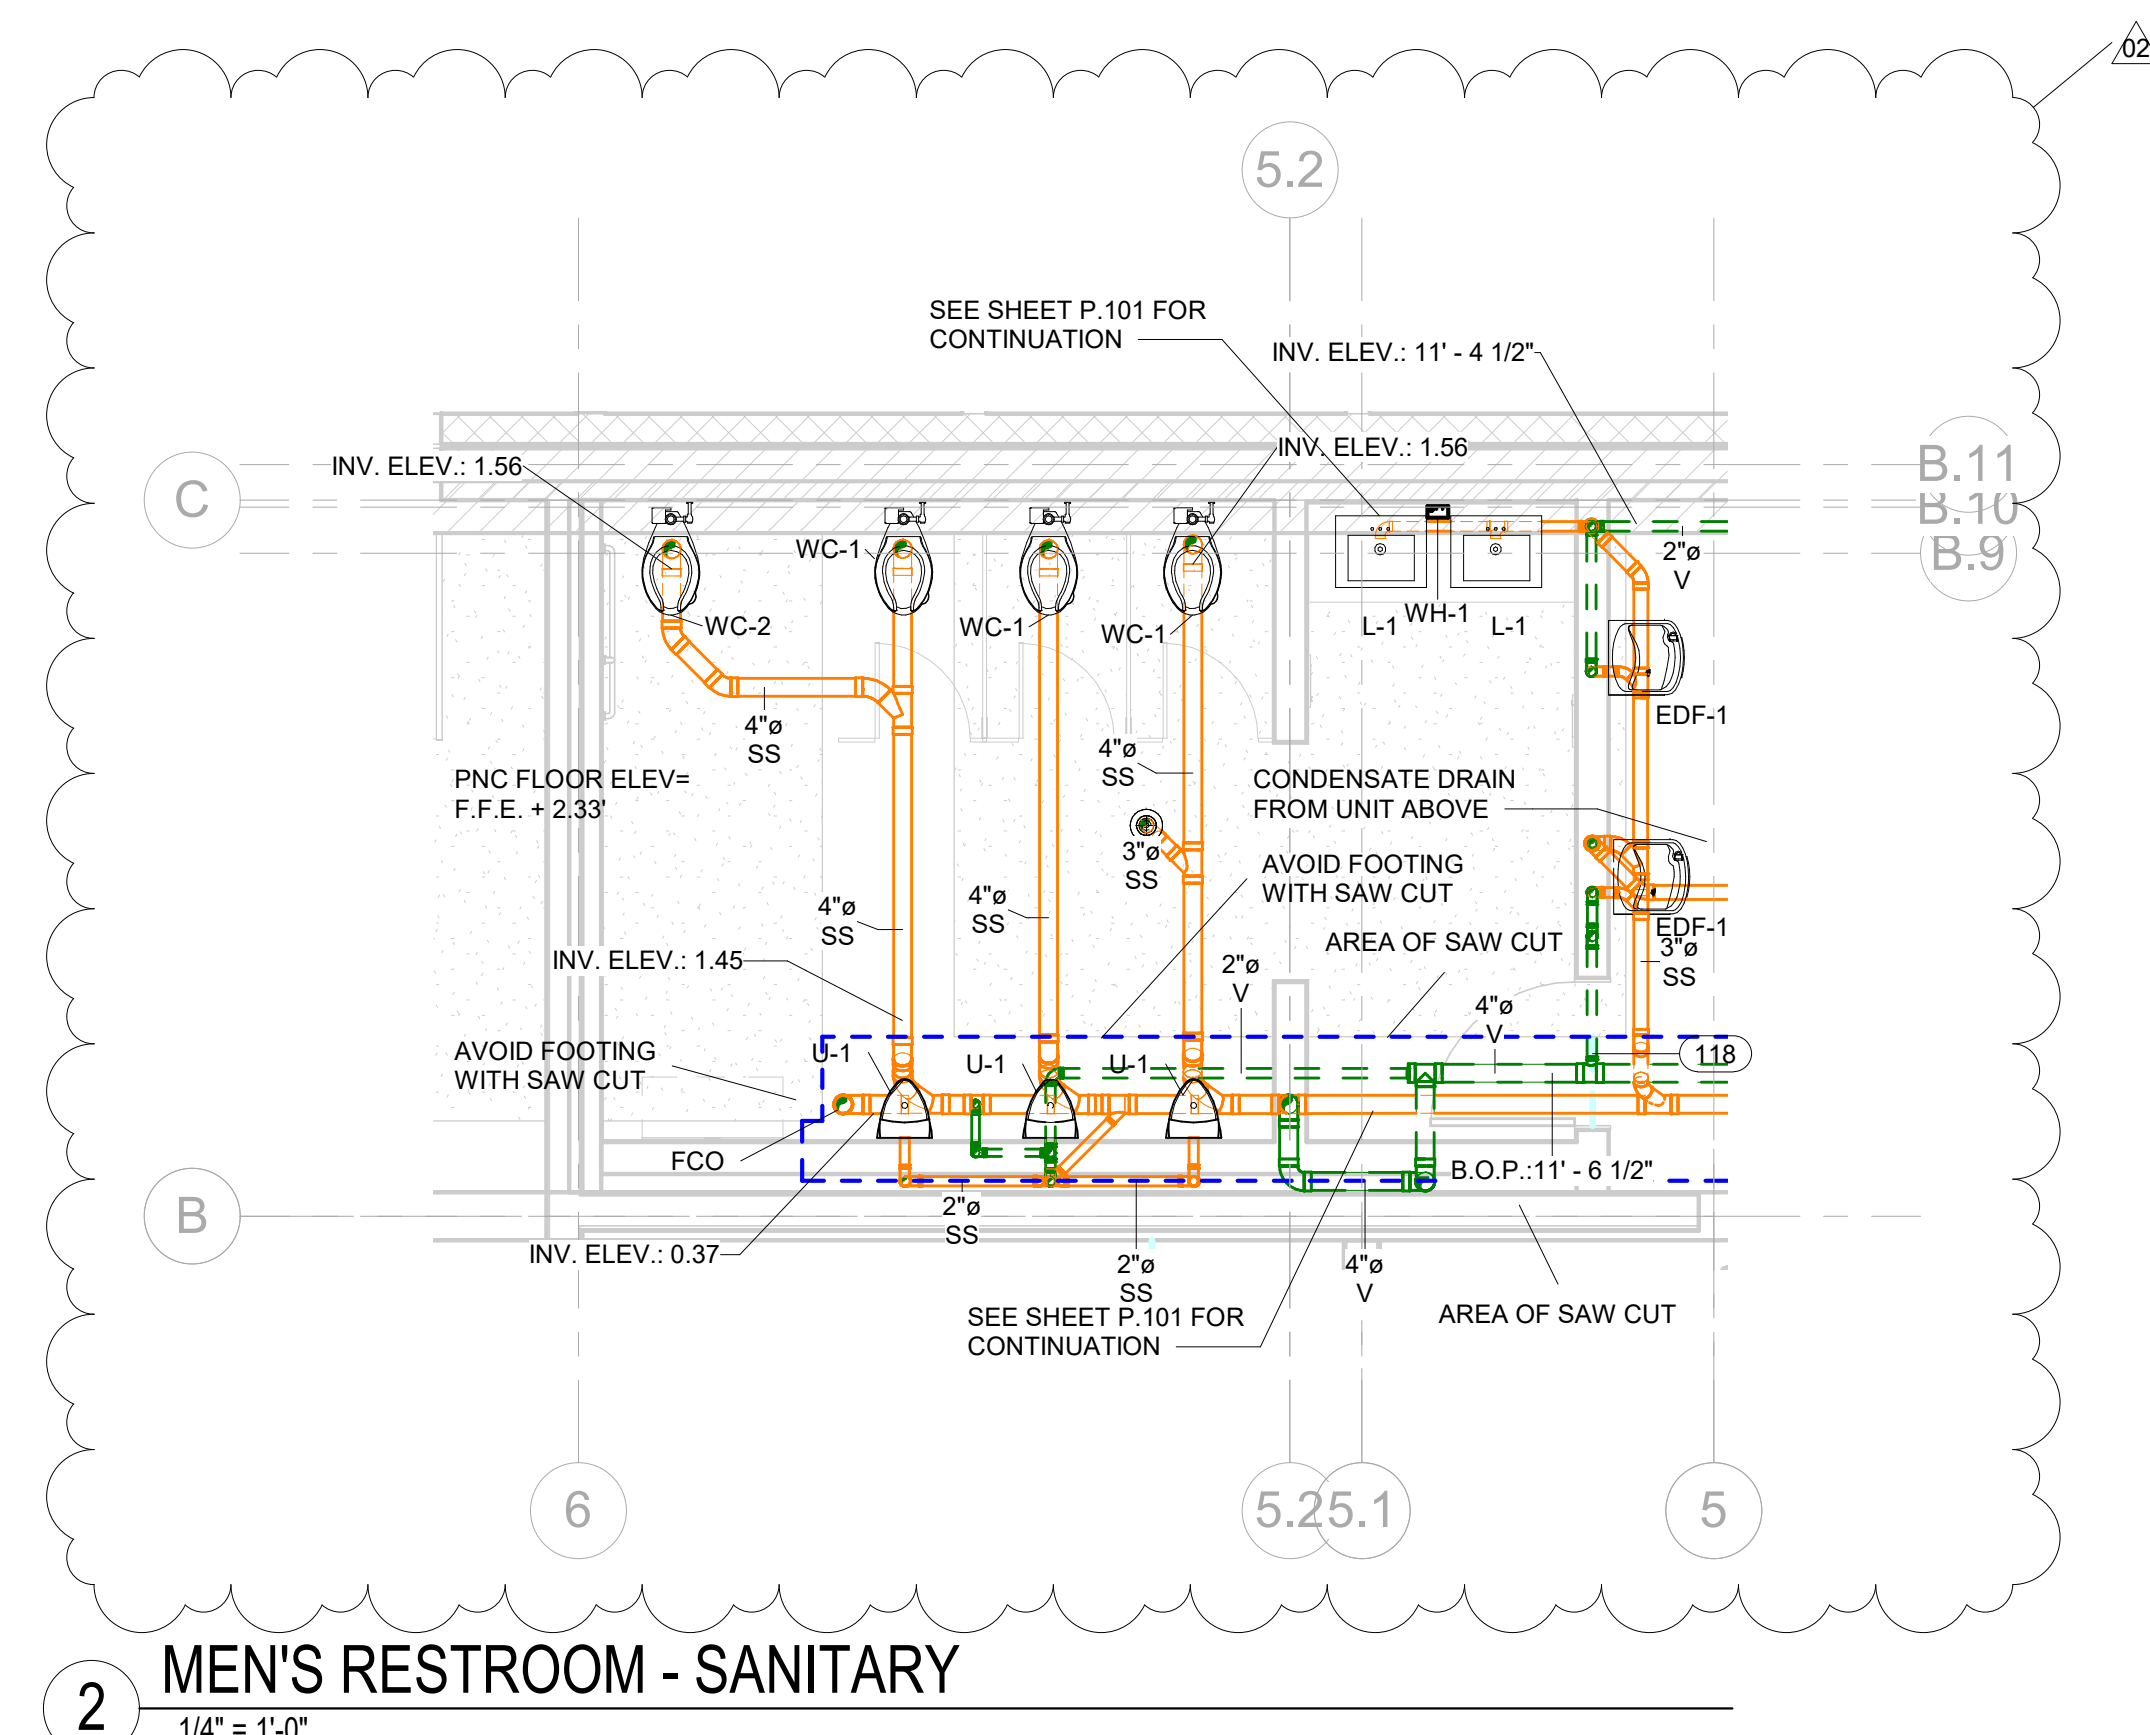 02
5.2
SEE SHEET P.101 FOR
CONTINUATION
INV. ELEV.: 11' - 4 1/2"
INV. ELEV.: 1.56
INV. ELEV.: 1.56
C
B.11
B.10
B.9
WC-1
2"ø
V
WC-2
WC-1
WC-1
L-1
WH-1
L-1
EDF-1
4"ø
SS
4"ø
SS
PNC FLOOR ELEV=
F.F.E. + 2.33'
CONDENSATE DRAIN
FROM UNIT ABOVE
3"ø
SS
AVOID FOOTING
WITH SAW CUT
4"ø
SS
4"ø
SS
EDF-1
3"ø
SS
AREA OF SAW CUT
INV. ELEV.: 1.45
2"ø
V
4"ø
V
AVOID FOOTING
WITH SAW CUT
U-1
U-1
U-1
118
FCO
B.O.P.:11' - 6 1/2"
B
2"ø
SS
INV. ELEV.: 0.37
2"ø
SS
4"ø
V
SEE SHEET P.101 FOR
CONTINUATION
AREA OF SAW CUT
6
5.2
5.1
5
2
MEN'S RESTROOM - SANITARY
1/4" = 1'-0"